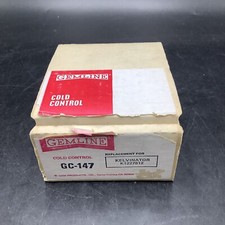 GEMLINE
COLD
CONTROL
GEMLINE
COLD CONTROL
GC-147
REPLACEMENT FOR
KELVINATOR